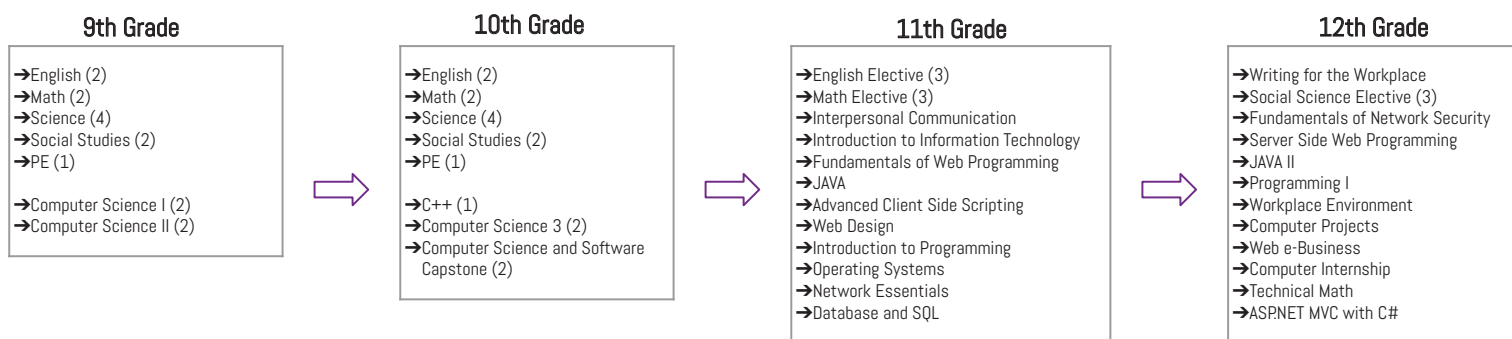 9th Grade
➔English (2)
➔Math (2)
➔Science (4)
➔Social Studies (2)
➔PE (1)
➔Computer Science I (2)
➔Computer Science II (2)
10th Grade
➔English (2)
➔Math (2)
➔Science (4)
➔Social Studies (2)
➔PE (1)
➔C++ (1)
➔Computer Science 3 (2)
➔Computer Science and Software
Capstone (2)
11th Grade
➔English Elective (3)
➔Math Elective (3)
➔Interpersonal Communication
➔Introduction to Information Technology
➔Fundamentals of Web Programming
➔JAVA
➔Advanced Client Side Scripting
➔Web Design
➔Introduction to Programming
➔Operating Systems
➔Network Essentials
➔Database and SQL
12th Grade
➔Writing for the Workplace
➔Social Science Elective (3)
➔Fundamentals of Network Security
➔Server Side Web Programming
➔JAVA II
➔Programming I
➔Workplace Environment
➔Computer Projects
➔Web e-Business
➔Computer Internship
➔Technical Math
➔ASP.NET MVC with C#